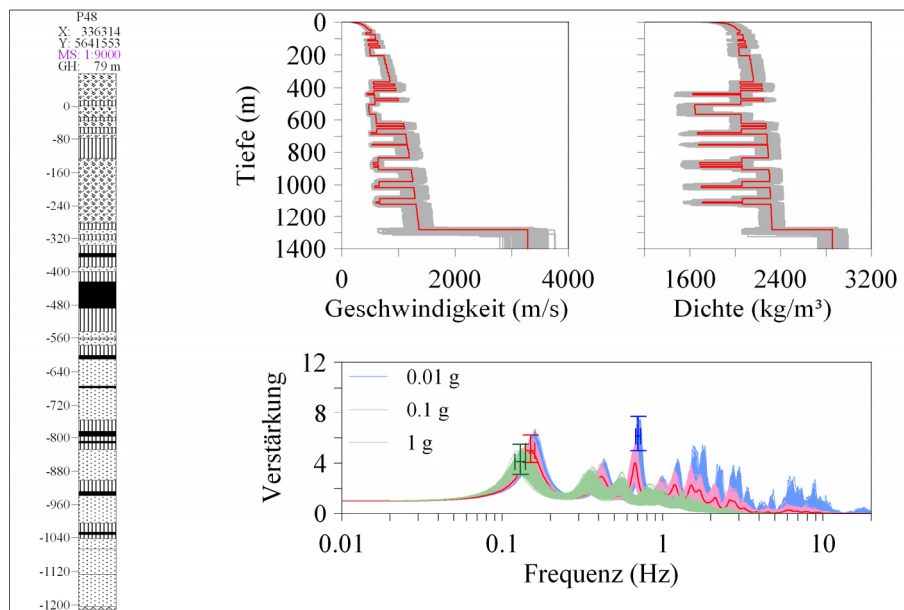 P48
X: 336314
Y: 5641553
MS: 1:9000
GH: 79 m
0
-80
-160
-240
-320
-400
-480
-560
-640
-720
-800
-880
-960
-1040
-1120
-1200
Tiefe (m)
0
200
400
600
800
1000
1200
1400
0 2000 4000
Geschwindigkeit (m/s)
1600 2400 3200
Dichte (kg/m³)
Verstärkung
12
8
4
0
0.01 g
0.1 g
1 g
0.01 0.1 1 10
Frequenz (Hz)